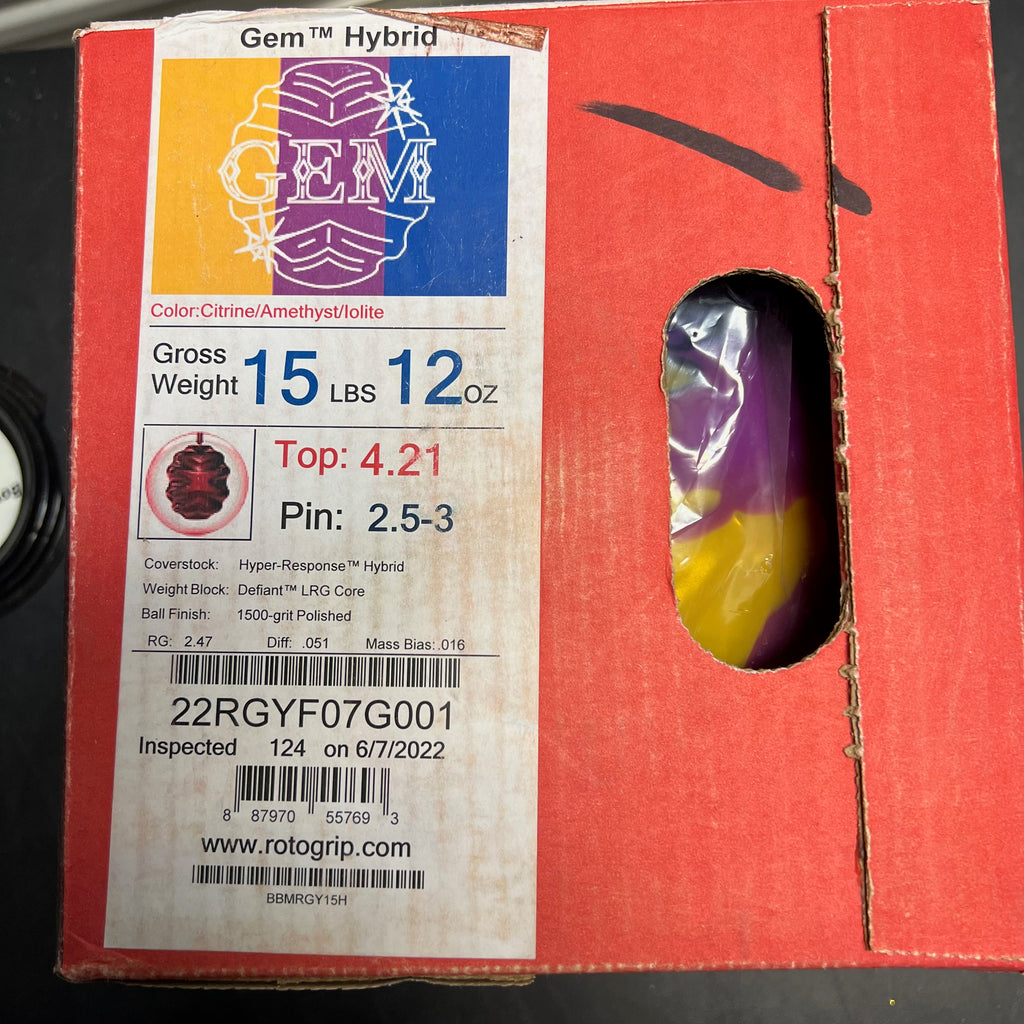 Gem™ Hybrid
GEM
Color:Citrine/Amethyst/Iolite
Gross Weight 15 LBS 12 OZ
Top: 4.21
Pin: 2.5-3
Coverstock: Hyper-Response™ Hybrid
Weight Block: Defiant™ LRG Core
Ball Finish: 1500-grit Polished
RG: 2.47 Diff: .051 Mass Bias: .016
22RGYF07G001
Inspected 124 on 6/7/2022
8 87970 55769 3
www.rotogrip.com
BBMRGY15H